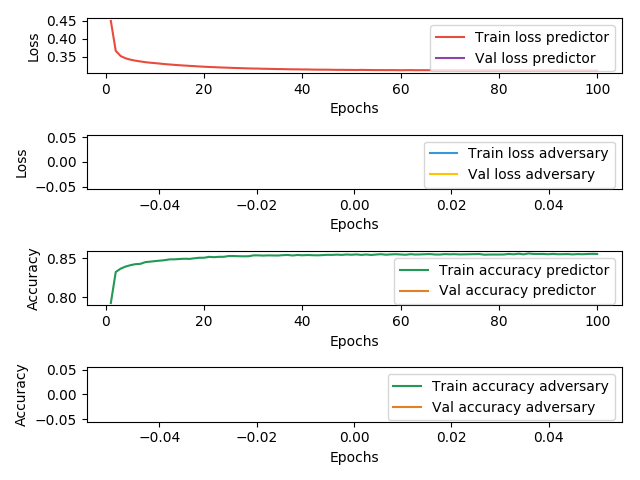 0.45
0.40
0.35
Loss
Train loss predictor
Val loss predictor
0 20 40 60 80 100
Epochs
0.05
0.00
−0.05
Loss
Train loss adversary
Val loss adversary
−0.04 −0.02 0.00 0.02 0.04
Epochs
0.85
0.80
Accuracy
Train accuracy predictor
Val accuracy predictor
0 20 40 60 80 100
Epochs
0.05
0.00
−0.05
Accuracy
Train accuracy adversary
Val accuracy adversary
−0.04 −0.02 0.00 0.02 0.04
Epochs